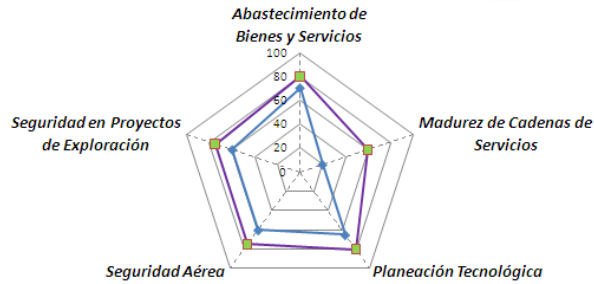 Abastecimiento de
Bienes y Servicios
100
80
60
40
20
0
Seguridad en Proyectos
de Exploración
Madurez de Cadenas de
Servicios
Seguridad Aérea
Planeación Tecnológica